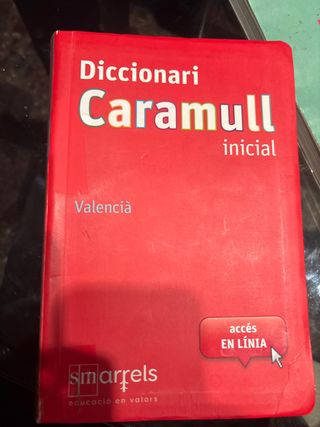 Diccionari
Caramull
inicial
Valencià
accés
EN LÍNIA
sm arrels
educació en valors